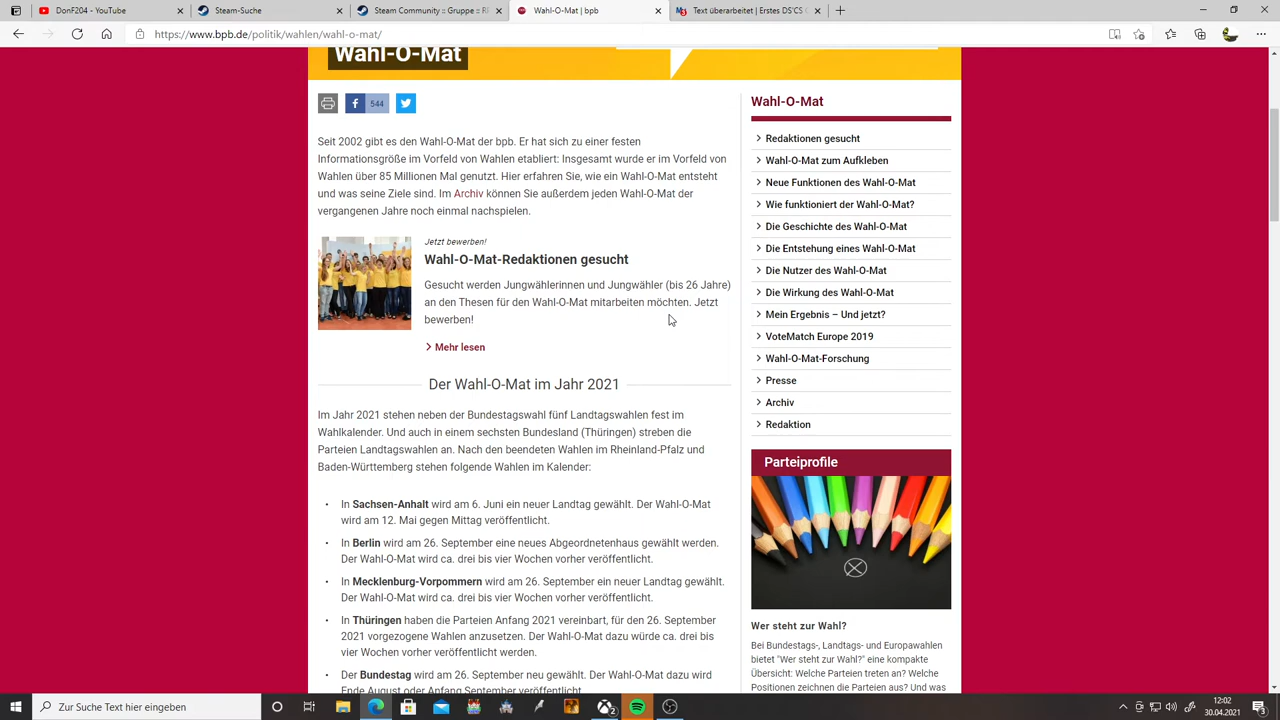 DonF204 - YouTube
Steam-Suche
Wahl-O-Mat | bpb
https://www.bpb.de/politik/wahlen/wahl-o-mat/
Wahl-O-Mat
544
Seit 2002 gibt es den Wahl-O-Mat der bpb. Er hat sich zu einer festen
Informationsgröße im Vorfeld von Wahlen etabliert: Insgesamt wurde er im Vorfeld von
Wahlen über 85 Millionen Mal genutzt. Hier erfahren Sie, wie ein Wahl-O-Mat entsteht
und was seine Ziele sind. Im Archiv können Sie außerdem jeden Wahl-O-Mat der
vergangenen Jahre noch einmal nachspielen.
Jetzt bewerben!
Wahl-O-Mat-Redaktionen gesucht
Gesucht werden Jungwählerinnen und Jungwähler (bis 26 Jahre)
an den Thesen für den Wahl-O-Mat mitarbeiten möchten. Jetzt
bewerben!
Mehr lesen
Der Wahl-O-Mat im Jahr 2021
Im Jahr 2021 stehen neben der Bundestagswahl fünf Landtagswahlen fest im
Wahlkalender. Und auch in einem sechsten Bundesland (Thüringen) streben die
Parteien Landtagswahlen an. Nach den beendeten Wahlen im Rheinland-Pfalz und
Baden-Württemberg stehen folgende Wahlen im Kalender:
• In Sachsen-Anhalt wird am 6. Juni ein neuer Landtag gewählt. Der Wahl-O-Mat
wird am 12. Mai gegen Mittag veröffentlicht.
• In Berlin wird am 26. September eine neues Abgeordnetenhaus gewählt werden.
Der Wahl-O-Mat wird ca. drei bis vier Wochen vorher veröffentlicht.
• In Mecklenburg-Vorpommern wird am 26. September ein neuer Landtag gewählt.
Der Wahl-O-Mat wird ca. drei bis vier Wochen vorher veröffentlicht.
• In Thüringen haben die Parteien Anfang 2021 vereinbart, für den 26. September
2021 vorgezogene Wahlen anzusetzen. Der Wahl-O-Mat dazu würde ca. drei bis
vier Wochen vorher veröffentlicht werden.
• Der Bundestag wird am 26. September neu gewählt. Der Wahl-O-Mat dazu wird
Ende August oder Anfang September veröffentlicht.
Wahl-O-Mat
Redaktionen gesucht
Wahl-O-Mat zum Aufkleben
Neue Funktionen des Wahl-O-Mat
Wie funktioniert der Wahl-O-Mat?
Die Geschichte des Wahl-O-Mat
Die Entstehung eines Wahl-O-Mat
Die Nutzer des Wahl-O-Mat
Die Wirkung des Wahl-O-Mat
Mein Ergebnis – Und jetzt?
VoteMatch Europe 2019
Wahl-O-Mat-Forschung
Presse
Archiv
Redaktion
Parteiprofile
Wer steht zur Wahl?
Bei Bundestags-, Landtags- und Europawahlen
bietet "Wer steht zur Wahl?" eine kompakte
Übersicht: Welche Parteien treten an? Welche
Positionen zeichnen die Parteien aus? Und was
Zur Suche Text hier eingeben
2
12:02
30.04.2021